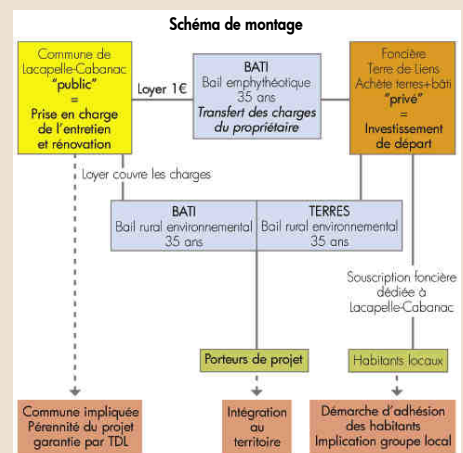 Schéma de montage
Commune de
Lacapelle-Cabanac
"public"
=
Prise en charge
de l'entretien
et rénovation
Loyer 1€
BATI
Bail emphythéotique
35 ans
Transfert des charges
du propriétaire
Foncière
Terre de Liens
Achète terres+bâti
"privé"
=
Investissement
de départ
Loyer couvre les charges
BATI
Bail rural environnemental
35 ans
TERRES
Bail rural environnemental
35 ans
Souscription foncière
dédiée à
Lacapelle-Cabanac
Porteurs de projet
Habitants locaux
Commune impliquée
Pérennité du projet
garantie par TDL
Intégration
au
territoire
Démarche d'adhésion
des habitants
Implication groupe local